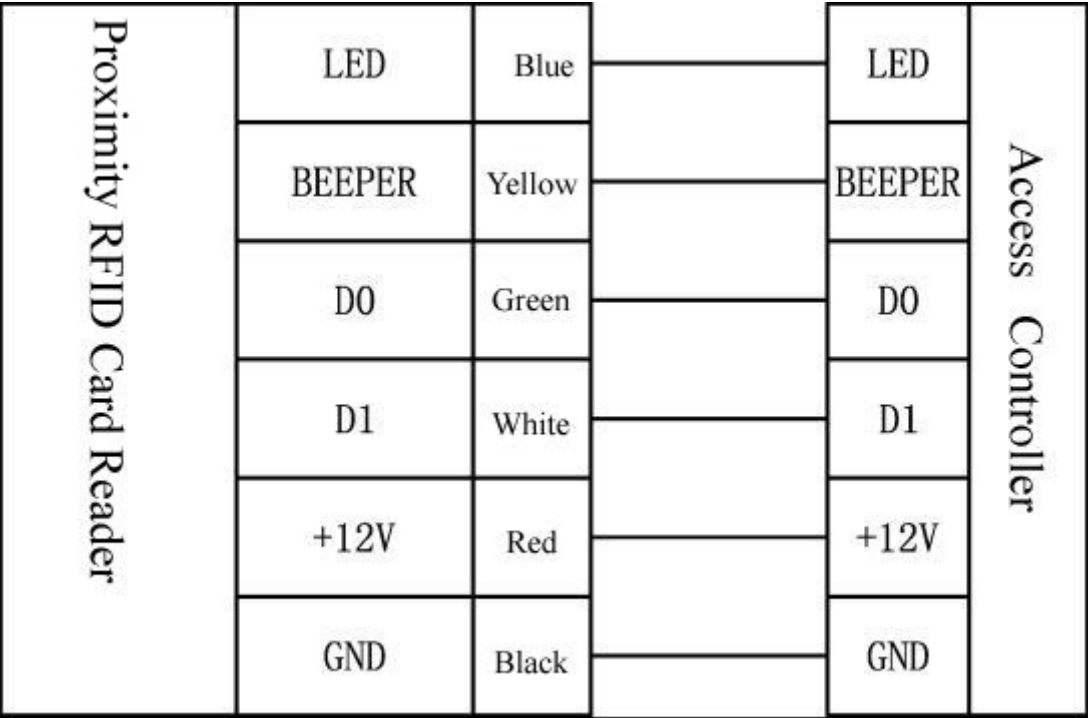 Proximity RFID Card Reader
LED Blue LED
BEEPER Yellow BEEPER
D0 Green D0
D1 White D1
+12V Red +12V
GND Black GND
Access Controller